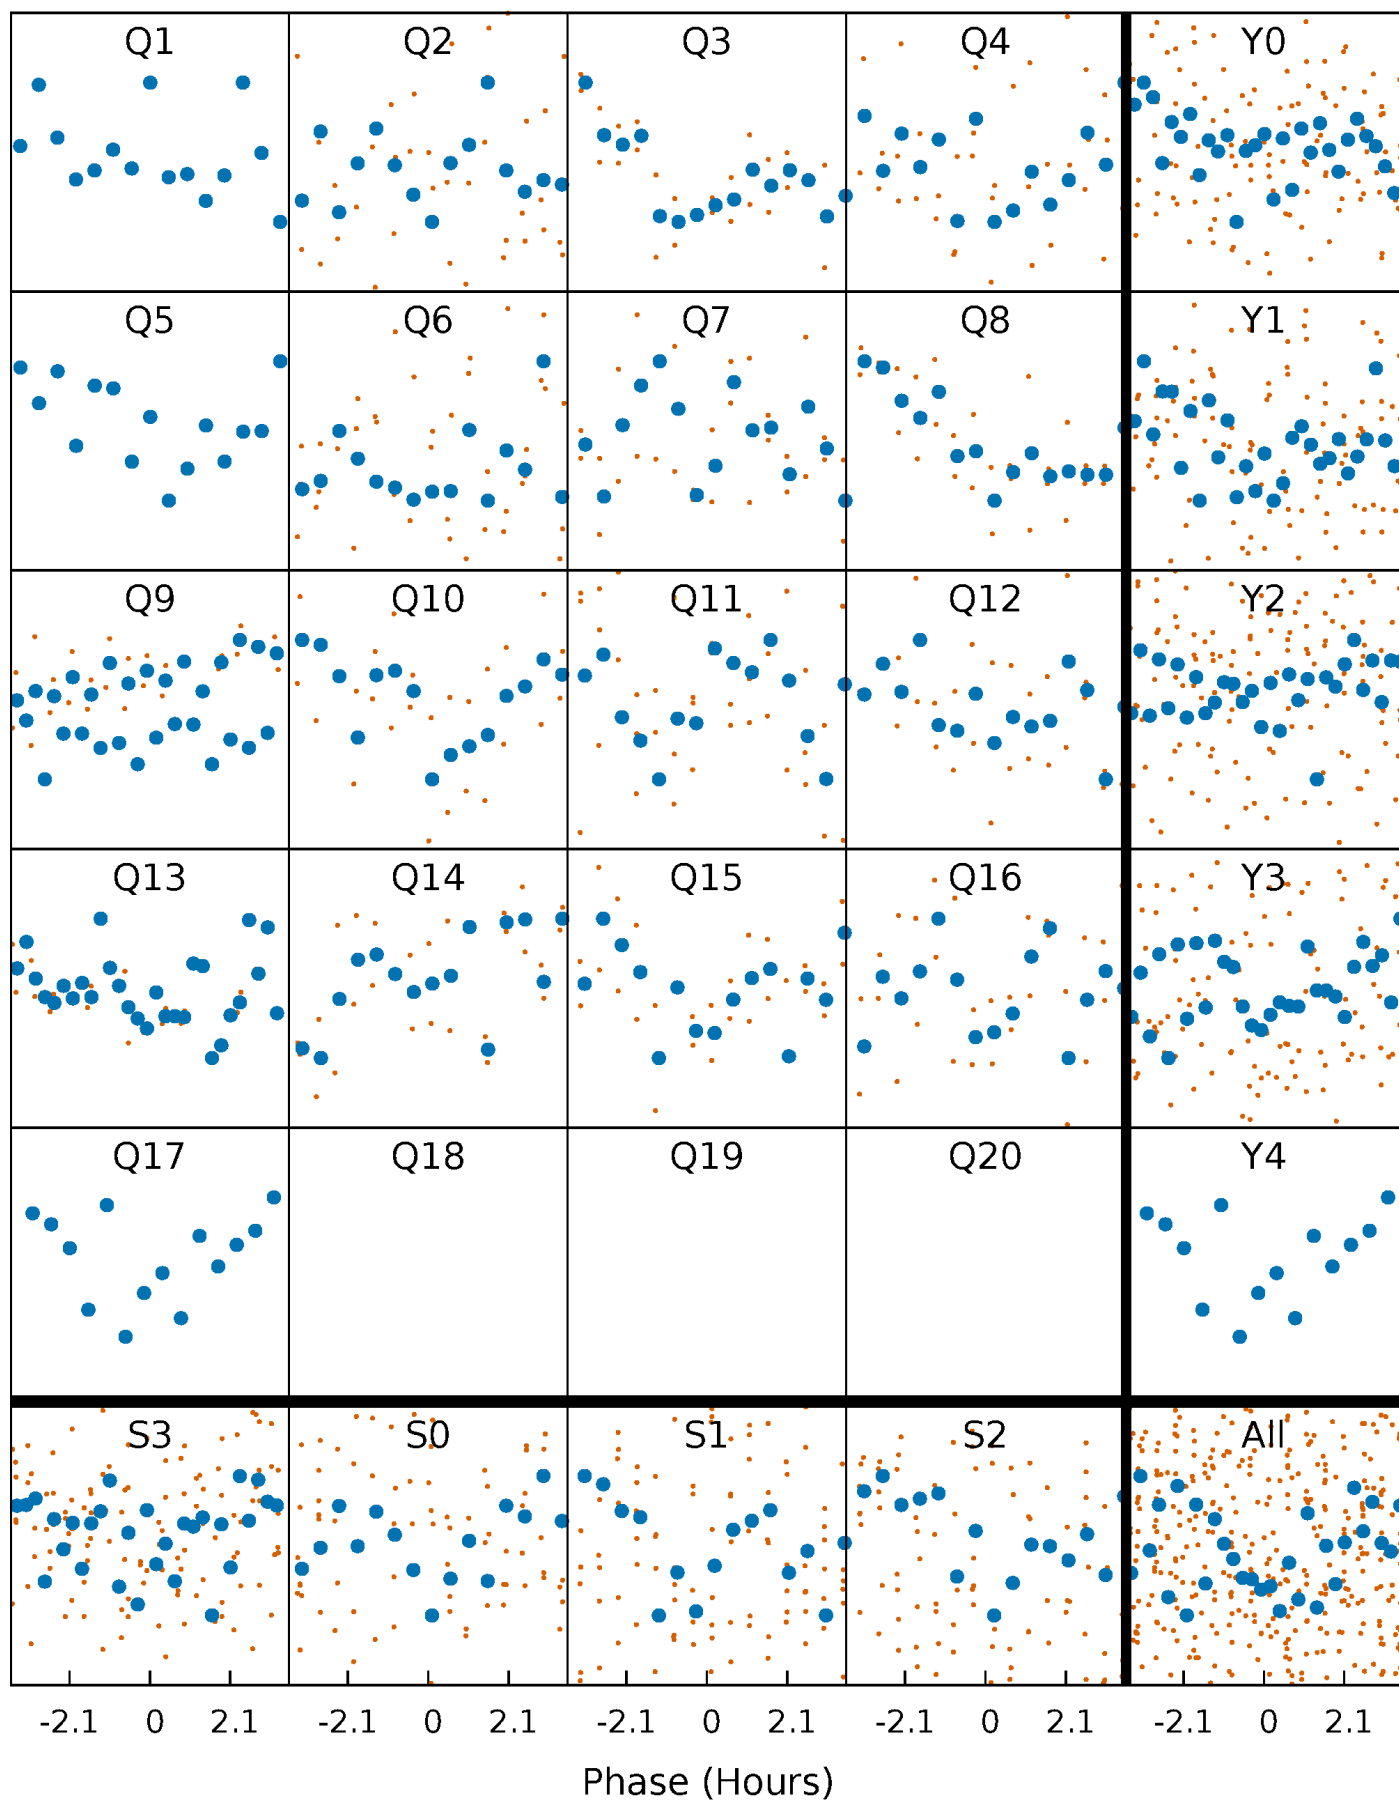 Q1 Q2 Q3 Q4 Y0
Q5 Q6 Q7 Q8 Y1
Q9 Q10 Q11 Q12 Y2
Q13 Q14 Q15 Q16 Y3
Q17 Q18 Q19 Q20 Y4
S3 S0 S1 S2 All
-2.1 0 2.1 -2.1 0 2.1 -2.1 0 2.1 -2.1 0 2.1 -2.1 0 2.1
Phase (Hours)